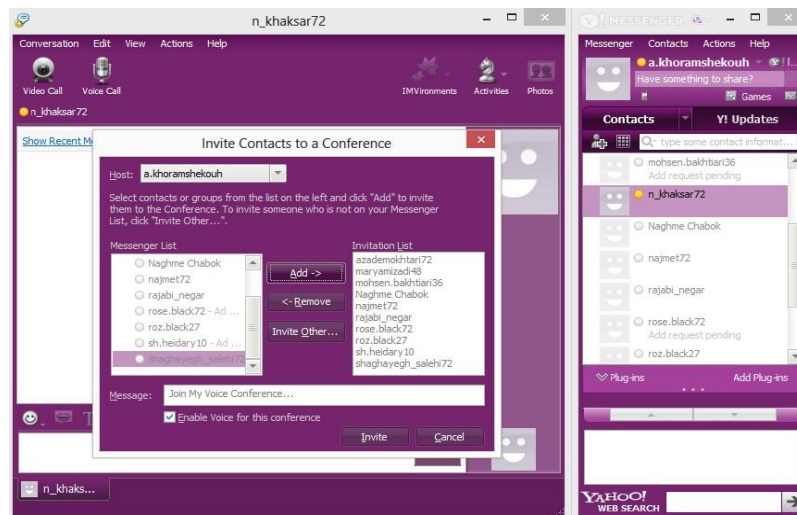 n_khaksar72
Conversation Edit View Actions Help
Video Call Voice Call
IMVironments Activities Photos
n_khaksar72
Show Recent M
Invite Contacts to a Conference
Host: a.khoramshekouh
Select contacts or groups from the list on the left and click "Add" to invite
them to the Conference. To invite someone who is not on your Messenger
List, click "Invite Other...".
Messenger List
Naghme Chabok
najmet72
rajabi_negar
rose.black72 - Ad ...
roz.black27
sh.heidary10 - Ad ...
shaghayegh_salehi72
Add ->
<- Remove
Invite Other...
Invitation List
azademokhtari72
maryamizadi48
mohsen.bakhtiari36
Naghme Chabok
najmet72
rajabi_negar
rose.black72
roz.black27
sh.heidary10
shaghayegh_salehi72
Message: Join My Voice Conference...
Enable Voice for this conference
Invite Cancel
n_khaks...
Y! MESSENGER
Messenger Contacts Actions Help
a.khoramshekouh
Have something to share?
Games
Contacts Y! Updates
type some contact informat...
mohsen.bakhtiari36
Add request pending
n_khaksar72
Naghme Chabok
najmet72
rajabi_negar
rose.black72
Add request pending
roz.black27
Plug-ins Add Plug-ins
YAHOO!
WEB SEARCH